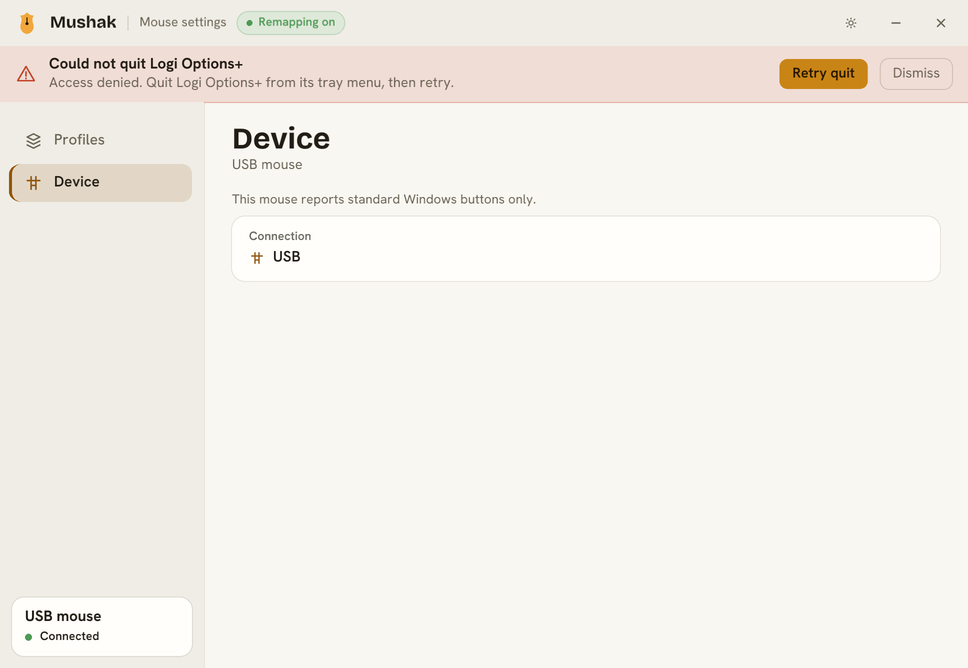 Mushak
Mouse settings
Remapping on
Could not quit Logi Options+
Access denied. Quit Logi Options+ from its tray menu, then retry.
Retry quit
Dismiss
Profiles
Device
Device
USB mouse
This mouse reports standard Windows buttons only.
Connection
USB
USB mouse
Connected